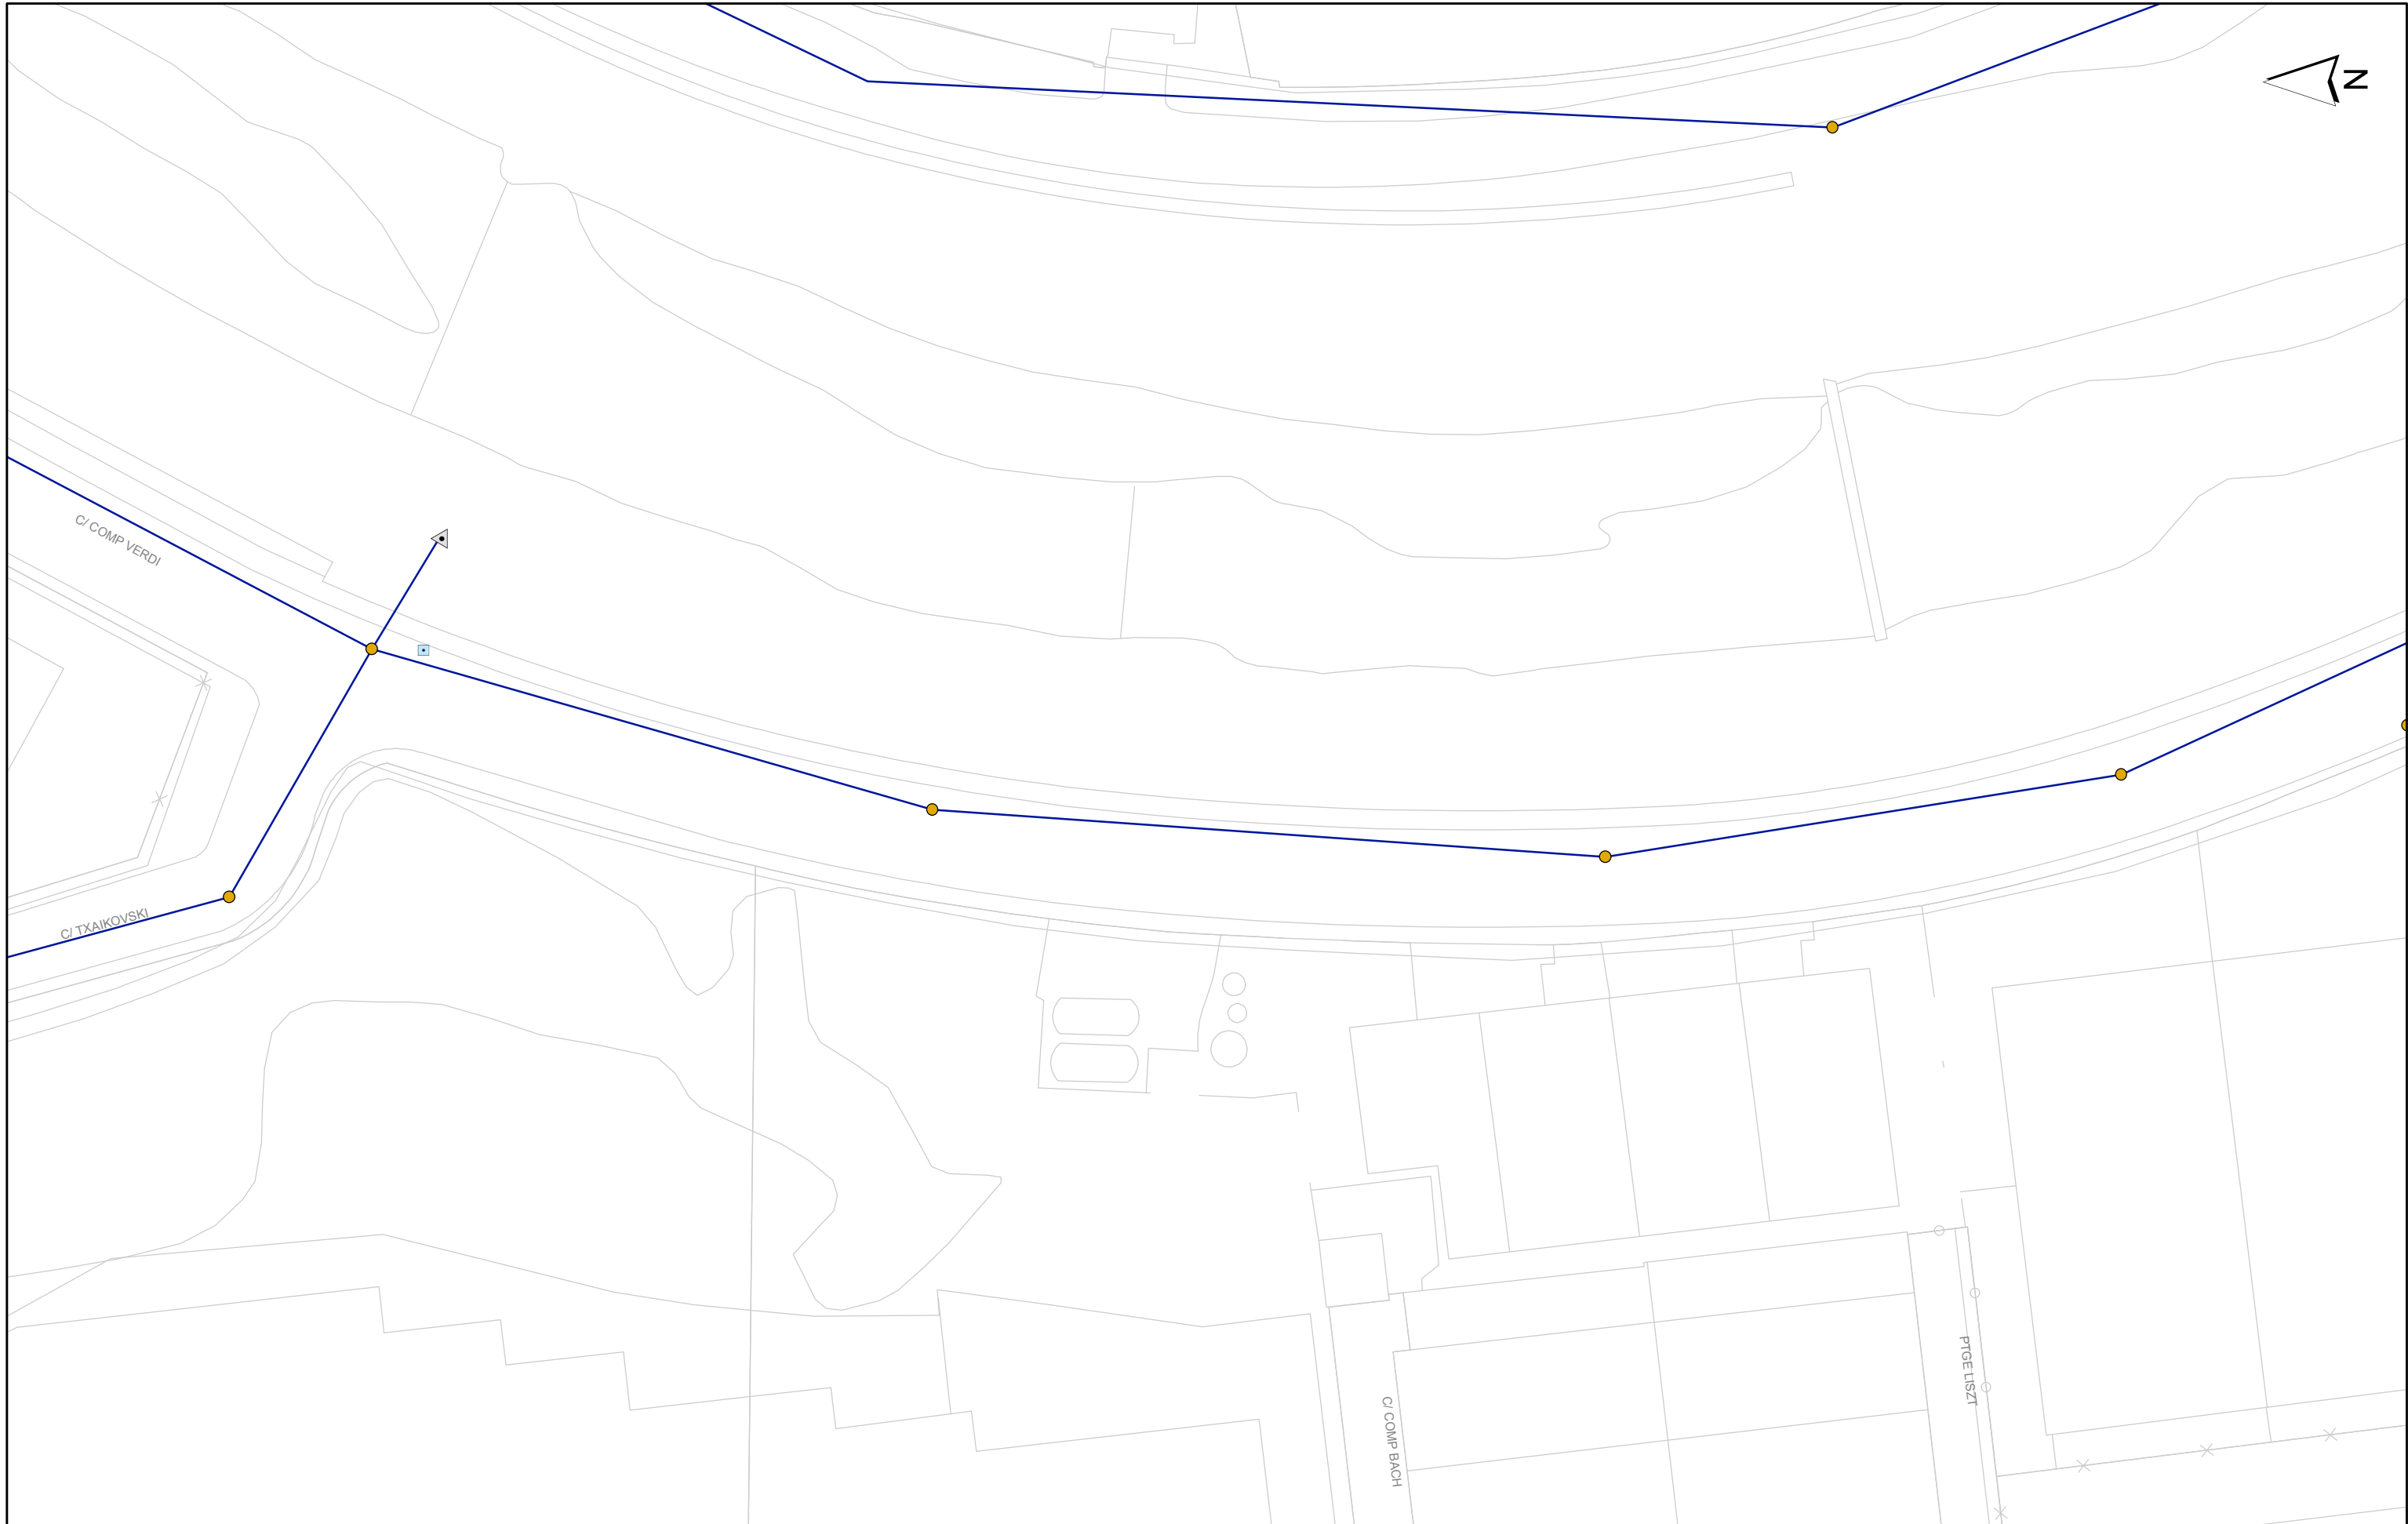 N
C/ COMP VERDI
C/ TXAIKOVSKI
PTGE LISZT
C/ COMP BACH